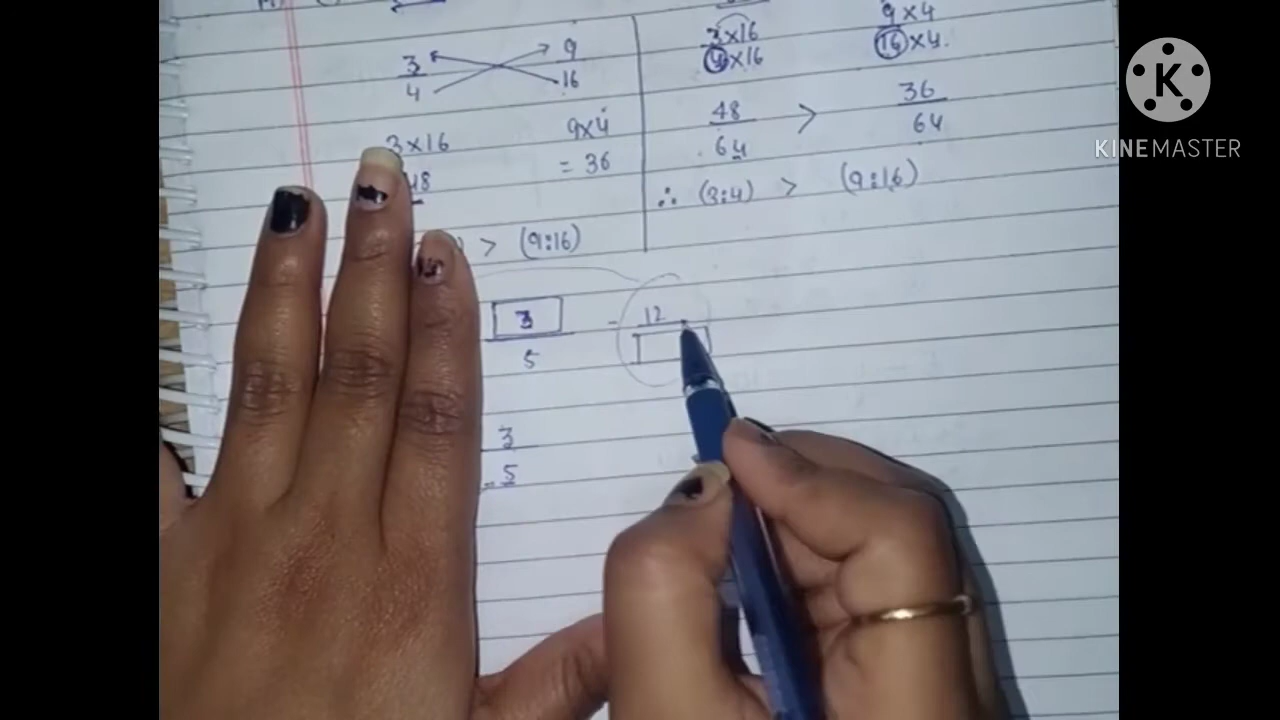 3 9
4 16
3×16 9×4
48 = 36
> (9:16)
3×16 9×4
4×16 16×4.
48 > 36
64 64
∴ (3:4) > (9:16)
3 - 12
5
3
= 5
K
KINEMASTER